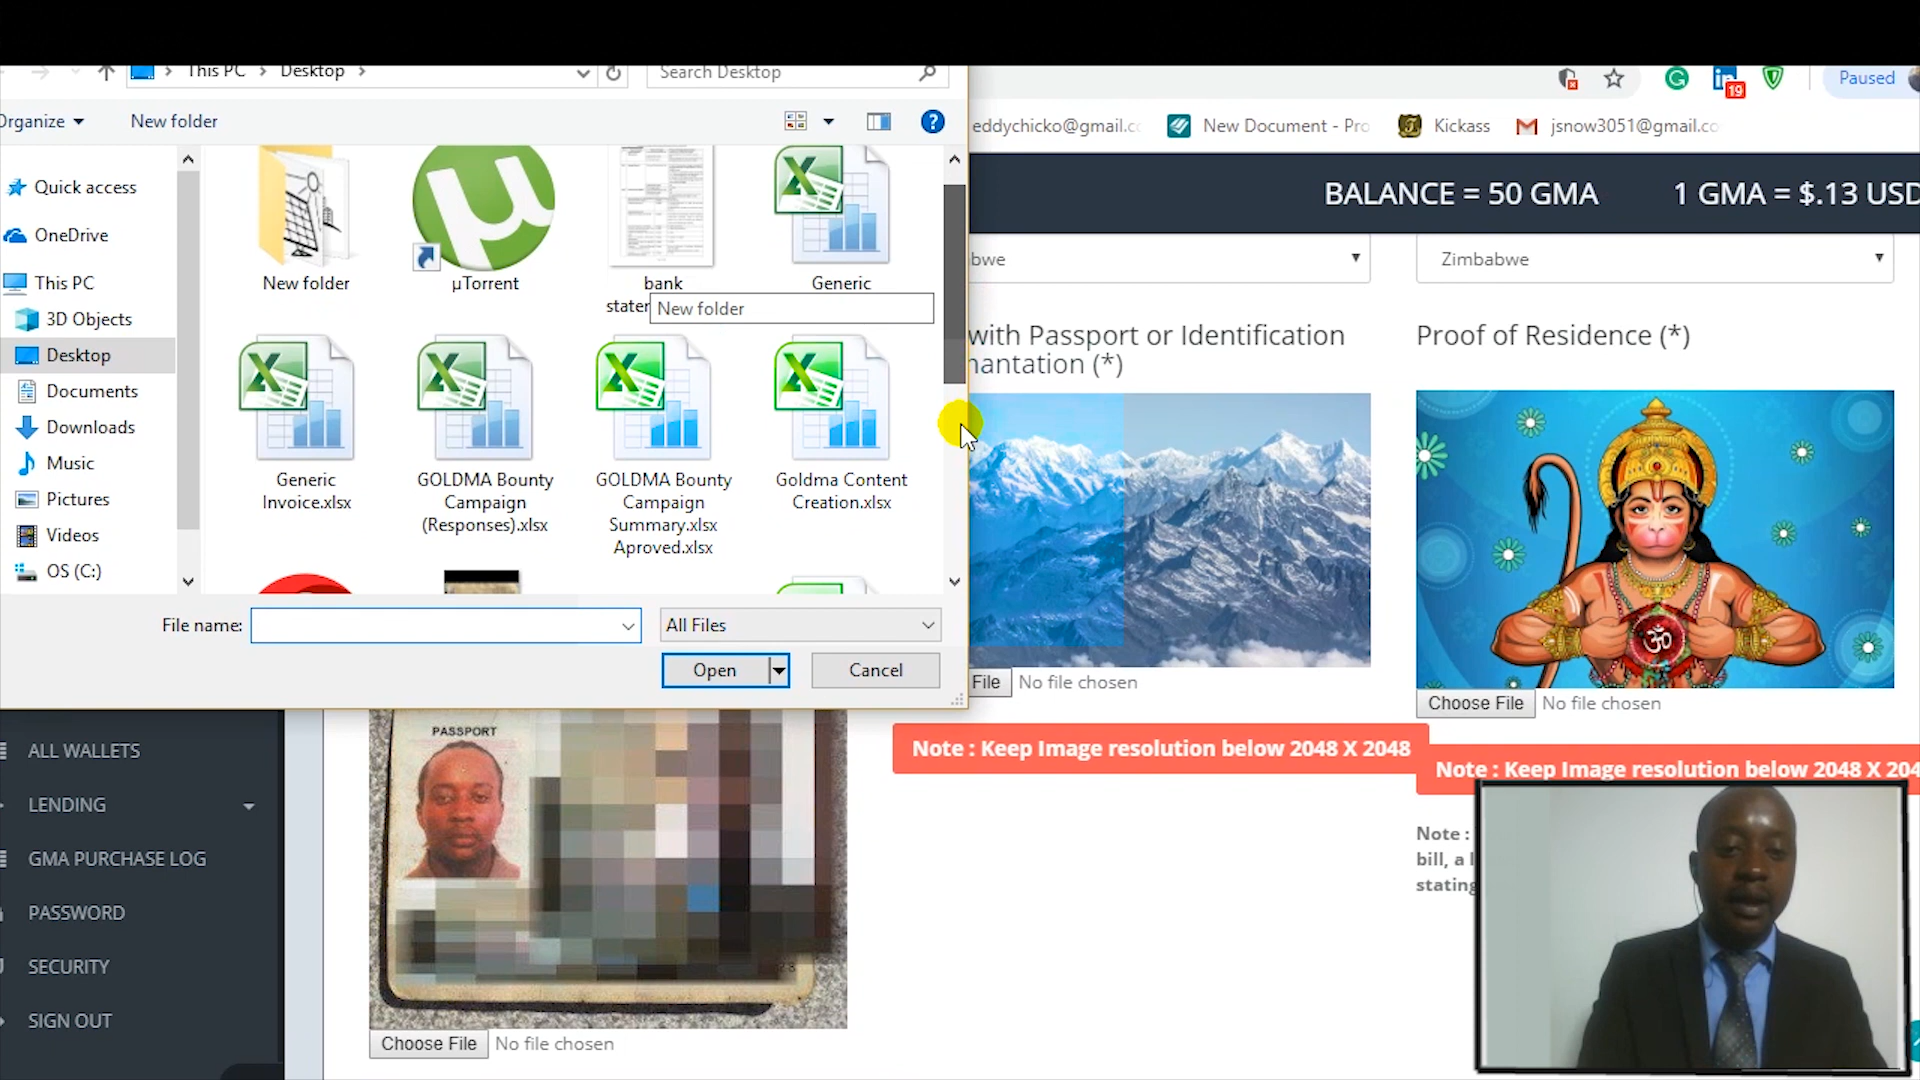 This PC > Desktop >
Search Desktop
Organize
New folder
Quick access
OneDrive
This PC
3D Objects
Desktop
Documents
Downloads
Music
Pictures
Videos
OS (C:)
New folder
µTorrent
bank
Generic
New folder
Generic
Invoice.xlsx
GOLDMA Bounty
Campaign
(Responses).xlsx
GOLDMA Bounty
Campaign
Summary.xlsx
Aproved.xlsx
Goldma Content
Creation.xlsx
File name:
All Files
Open
Cancel
19
Paused
eddychicko@gmail.c
New Document - Pro
Kickass
jsnow3051@gmail.co
BALANCE = 50 GMA
1 GMA = $.13 USD
bwe
Zimbabwe
with Passport or Identification
mantation (*)
Proof of Residence (*)
ॐ
File No file chosen
Choose File No file chosen
Note : Keep Image resolution below 2048 X 2048
Note : Keep Image resolution below 2048 X 204
Note :
bill, a l
stating
ALL WALLETS
LENDING
GMA PURCHASE LOG
PASSWORD
SECURITY
SIGN OUT
PASSPORT
Choose File No file chosen